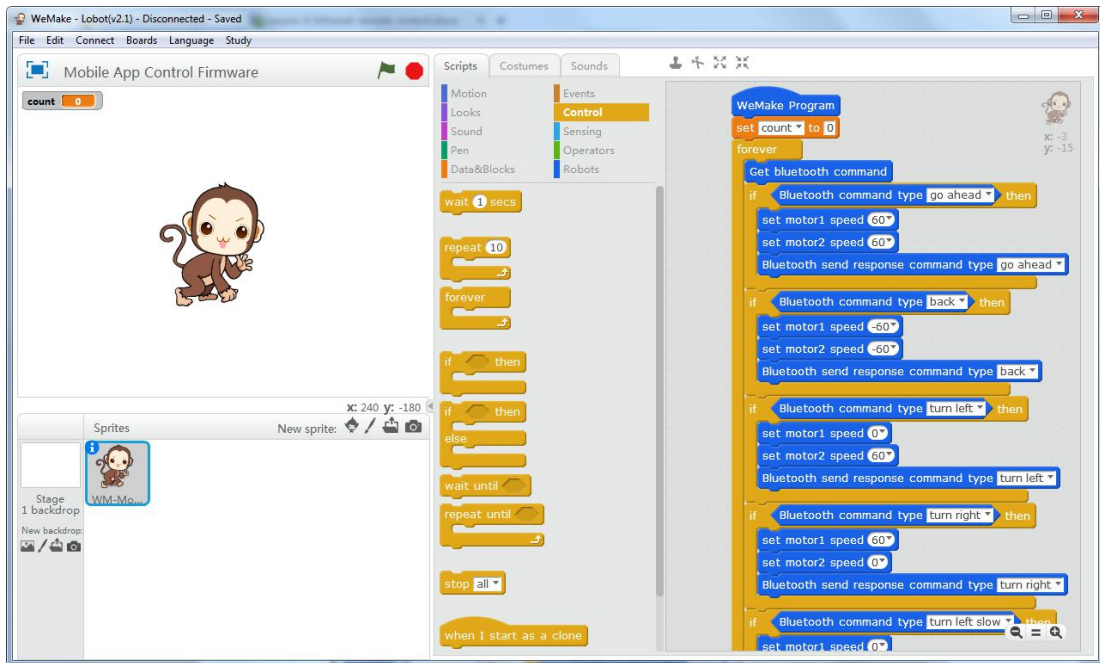 WeMake - Lobot(v2.1) - Disconnected - Saved
File Edit Connect Boards Language Study
Mobile App Control Firmware
count 0
x: 240 y: -180
Sprites New sprite:
Stage
1 backdrop
New backdrop:
WM-Mo...
Scripts Costumes Sounds
Motion Events
Looks Control
Sound Sensing
Pen Operators
Data&Blocks Robots
wait 1 secs
repeat 10
forever
if then
if then
else
wait until
repeat until
stop all
when I start as a clone
x: -3
y: -15
WeMake Program
set count to 0
forever
Get bluetooth command
if Bluetooth command type go ahead then
set motor1 speed 60
set motor2 speed 60
Bluetooth send response command type go ahead
if Bluetooth command type back then
set motor1 speed -60
set motor2 speed -60
Bluetooth send response command type back
if Bluetooth command type turn left then
set motor1 speed 0
set motor2 speed 60
Bluetooth send response command type turn left
if Bluetooth command type turn right then
set motor1 speed 60
set motor2 speed 0
Bluetooth send response command type turn right
if Bluetooth command type turn left slow then
set motor1 speed 0